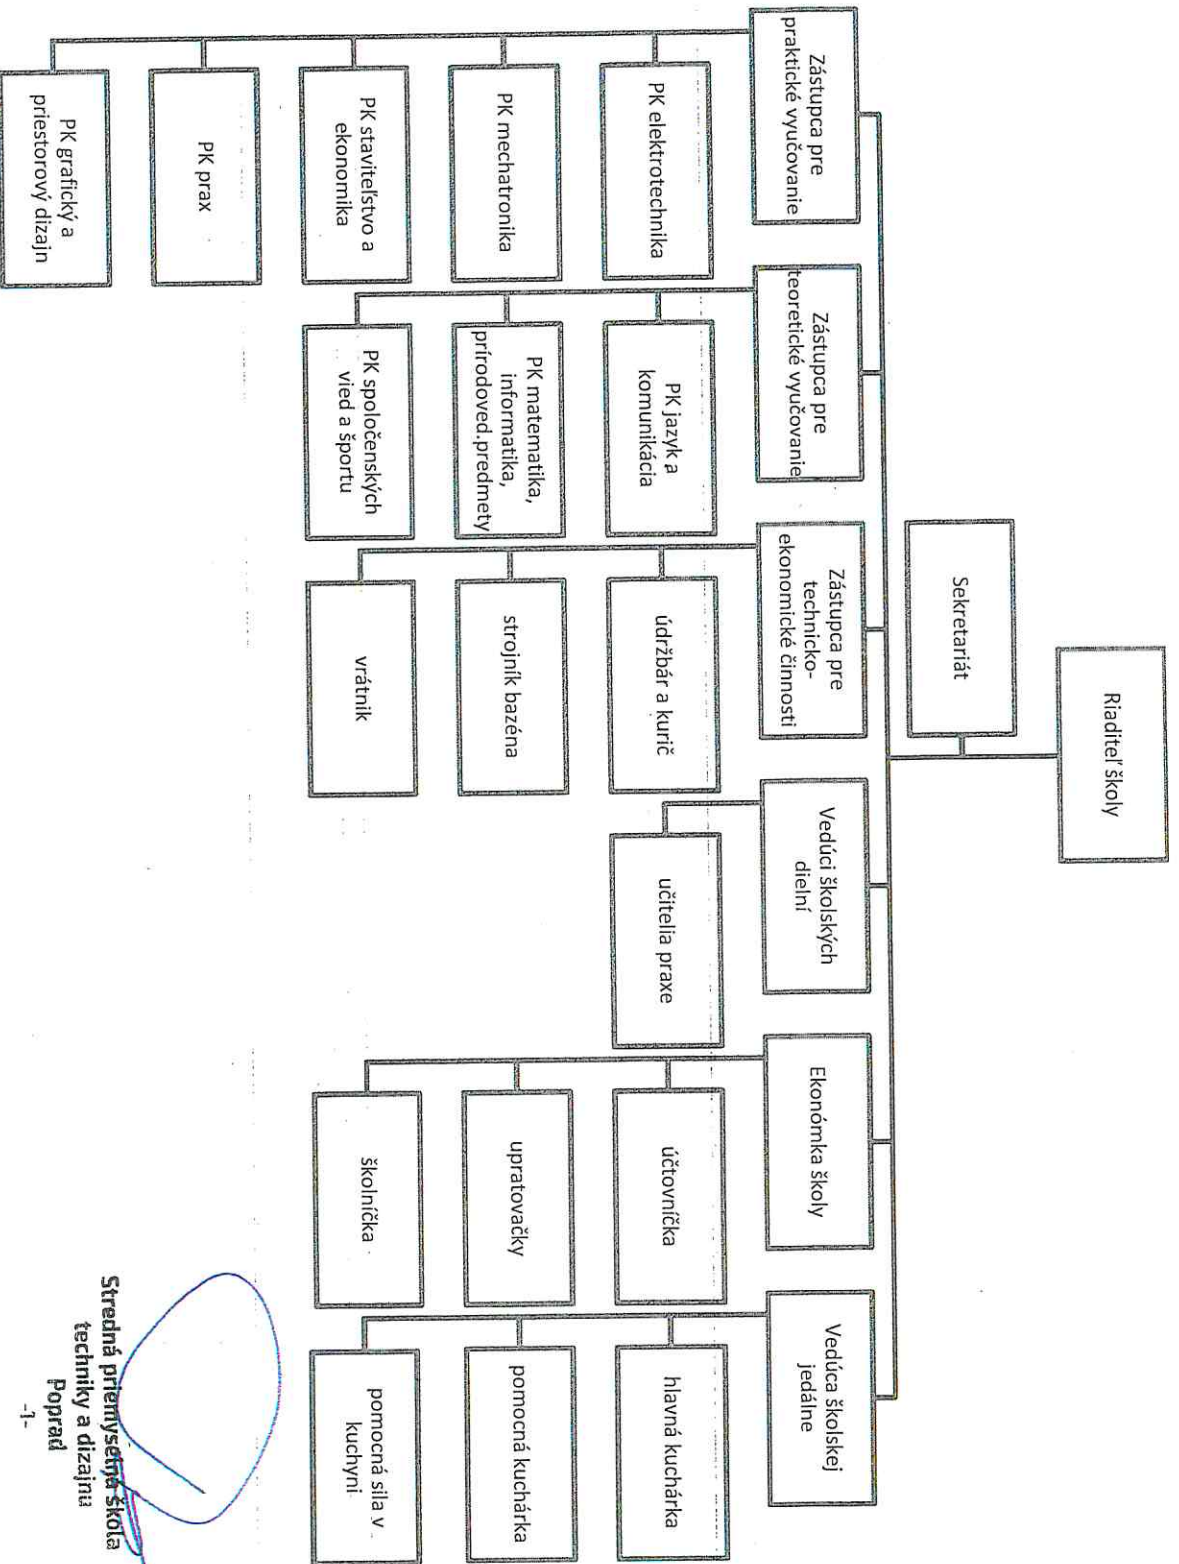 Riaditeľ školy
Sekretariát
Zástupca pre
praktické vyučovanie
PK elektrotechnika
PK mechatronika
PK staviteľstvo a
ekonomika
PK prax
PK grafický a
priestorový dizajn
Zástupca pre
teoretické vyučovanie
PK jazyk a
komunikácia
PK matematika,
informatika,
prírodoved.predmety
PK spoločenských
vied a športu
Zástupca pre
technicko-
ekonomické činnosti
údržbár a kurič
strojník bazéna
vrátnik
Vedúci školských
dielní
učitelia praxe
Ekonómka školy
účtovníčka
upratovačky
školníčka
Vedúca školskej
jedálne
hlavná kuchárka
pomocná kuchárka
pomocná sila v
kuchyni
Stredná priemyselná škola
techniky a dizajnu
Poprad
-1-